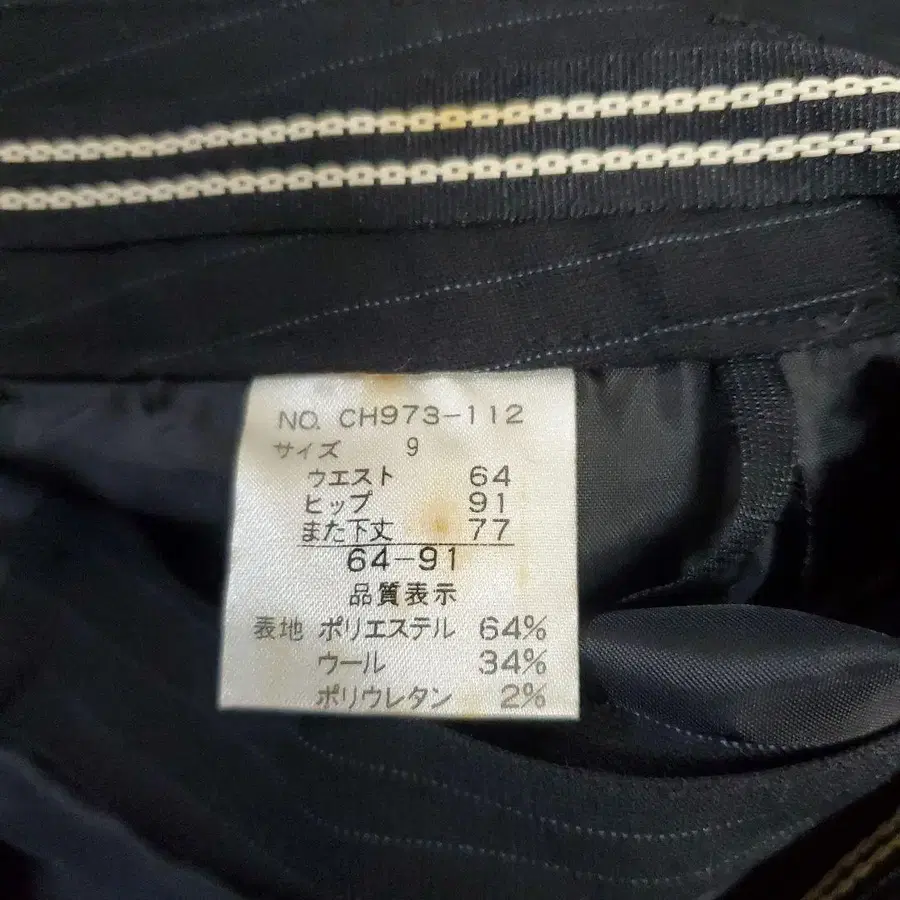 NO. CH973-112
サイズ 9
ウエスト 64
ヒップ 91
また下丈 77
64-91
品質表示
表地 ポリエステル 64%
ウール 34%
ポリウレタン 2%